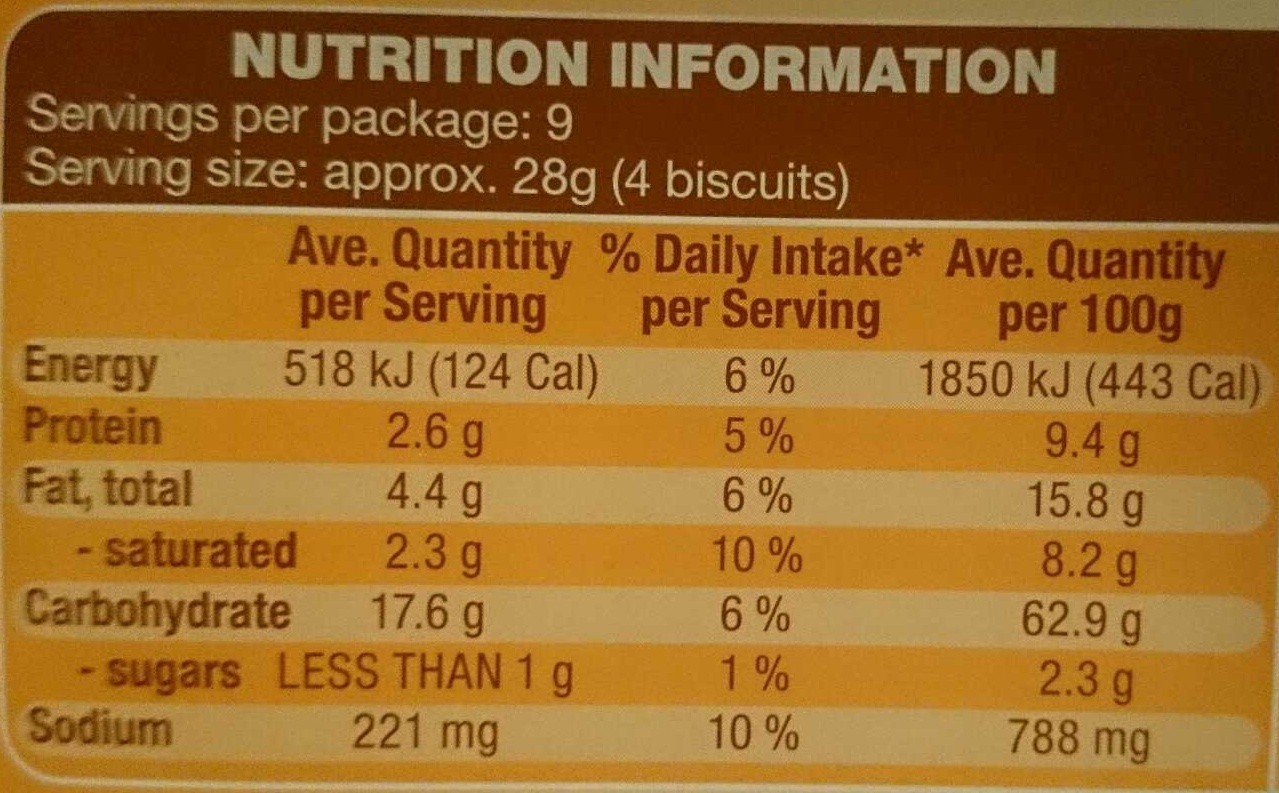 NUTRITION INFORMATION
Servings per package: 9
Serving size: approx. 28g (4 biscuits)
Ave. Quantity % Daily Intake* Ave. Quantity
per Serving per Serving per 100g
Energy 518 kJ (124 Cal) 6 % 1850 kJ (443 Cal)
Protein 2.6 g 5 % 9.4 g
Fat, total 4.4 g 6 % 15.8 g
- saturated 2.3 g 10 % 8.2 g
Carbohydrate 17.6 g 6 % 62.9 g
- sugars LESS THAN 1 g 1 % 2.3 g
Sodium 221 mg 10 % 788 mg